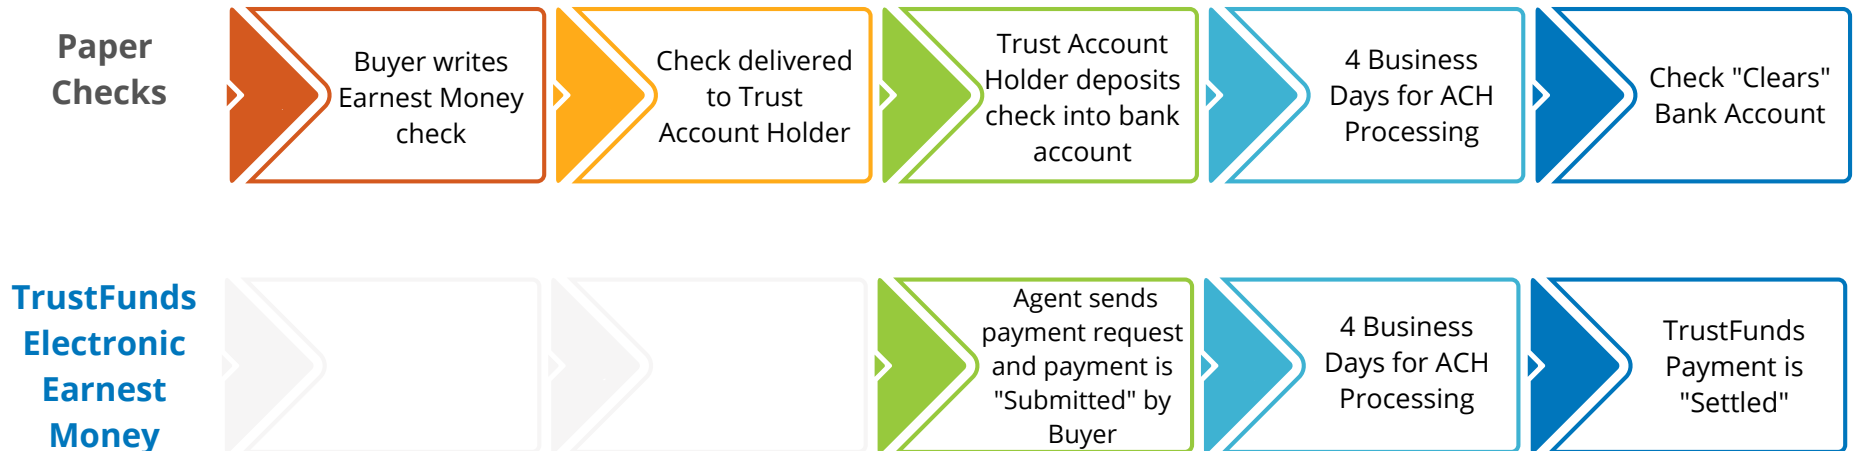 Paper
Checks
Buyer writes
Earnest Money
check
Check delivered
to Trust
Account Holder
Trust Account
Holder deposits
check into bank
account
4 Business
Days for ACH
Processing
Check "Clears"
Bank Account
TrustFunds
Electronic
Earnest
Money
Agent sends
payment request
and payment is
"Submitted" by
Buyer
4 Business
Days for ACH
Processing
TrustFunds
Payment is
"Settled"